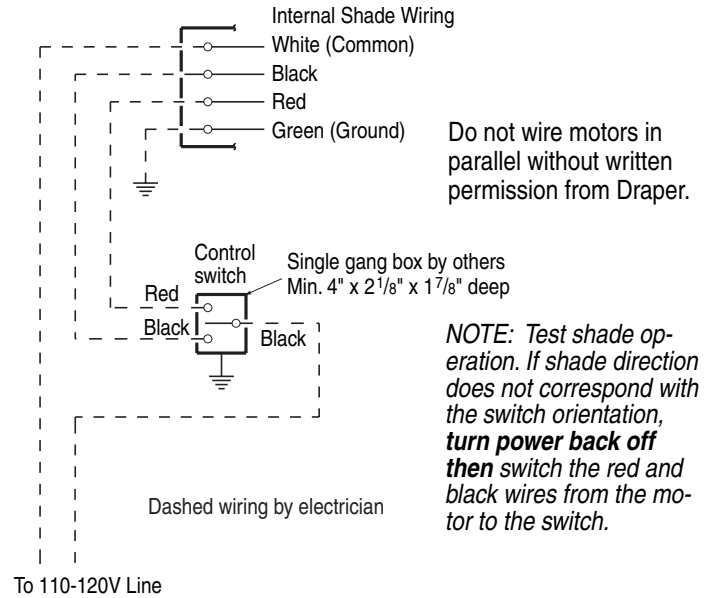 Internal Shade Wiring
White (Common)
Black
Red
Green (Ground)
Do not wire motors in
parallel without written
permission from Draper.
Control
switch
Single gang box by others
Min. 4" x 2 1/8" x 1 7/8" deep
Red
Black
Black
NOTE: Test shade op-
eration. If shade direction
does not correspond with
the switch orientation,
turn power back off
then switch the red and
black wires from the mo-
tor to the switch.
Dashed wiring by electrician
To 110-120V Line